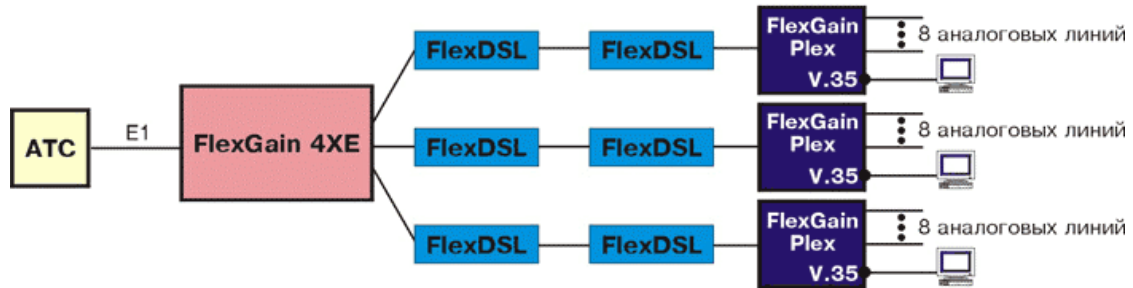 FlexDSL
FlexDSL
FlexGain
Plex
V.35
8 аналоговых линий
АТС
E1
FlexGain 4XE
FlexDSL
FlexDSL
FlexGain
Plex
V.35
8 аналоговых линий
FlexDSL
FlexDSL
FlexGain
Plex
V.35
8 аналоговых линий